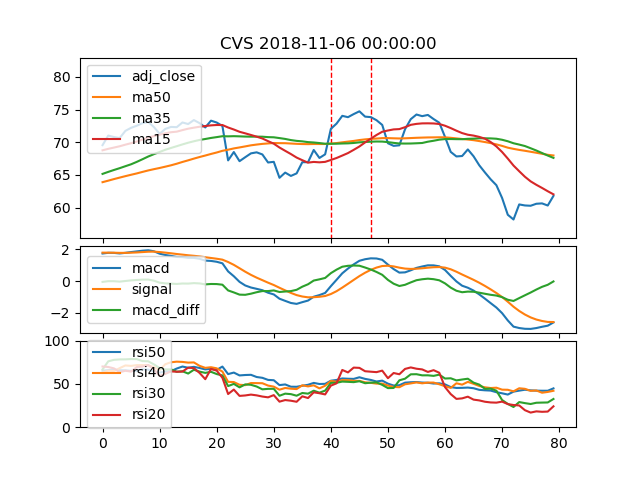 CVS 2018-11-06 00:00:00
80
75
70
65
60
adj_close
ma50
ma35
ma15
2
0
−2
macd
signal
macd_diff
100
50
0
rsi50
rsi40
rsi30
rsi20
0 10 20 30 40 50 60 70 80